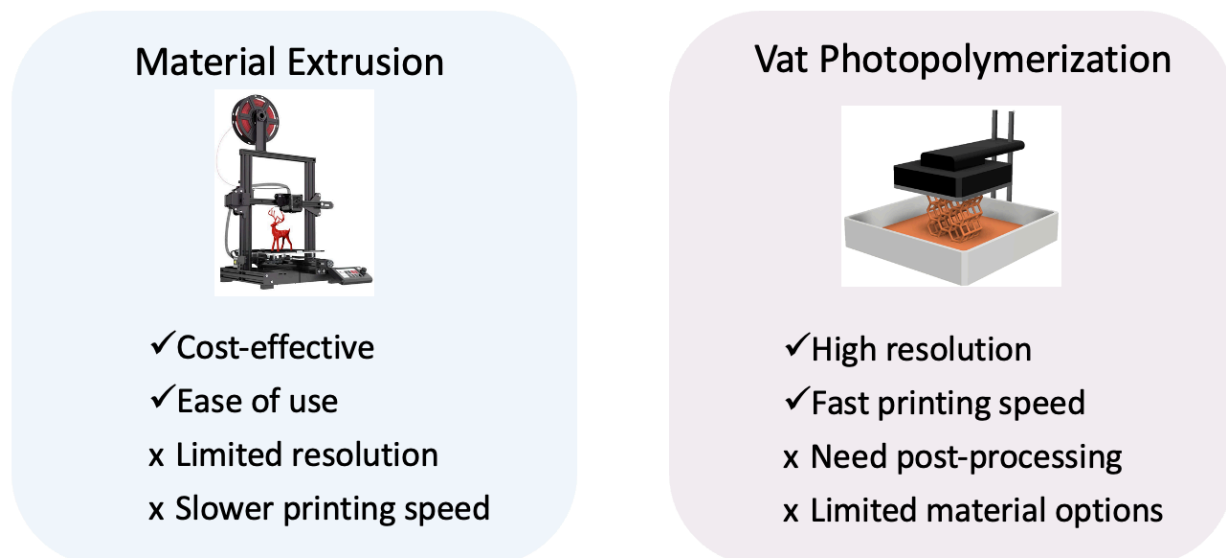 Material Extrusion
✓Cost-effective
✓Ease of use
x Limited resolution
x Slower printing speed
Vat Photopolymerization
✓High resolution
✓Fast printing speed
x Need post-processing
x Limited material options